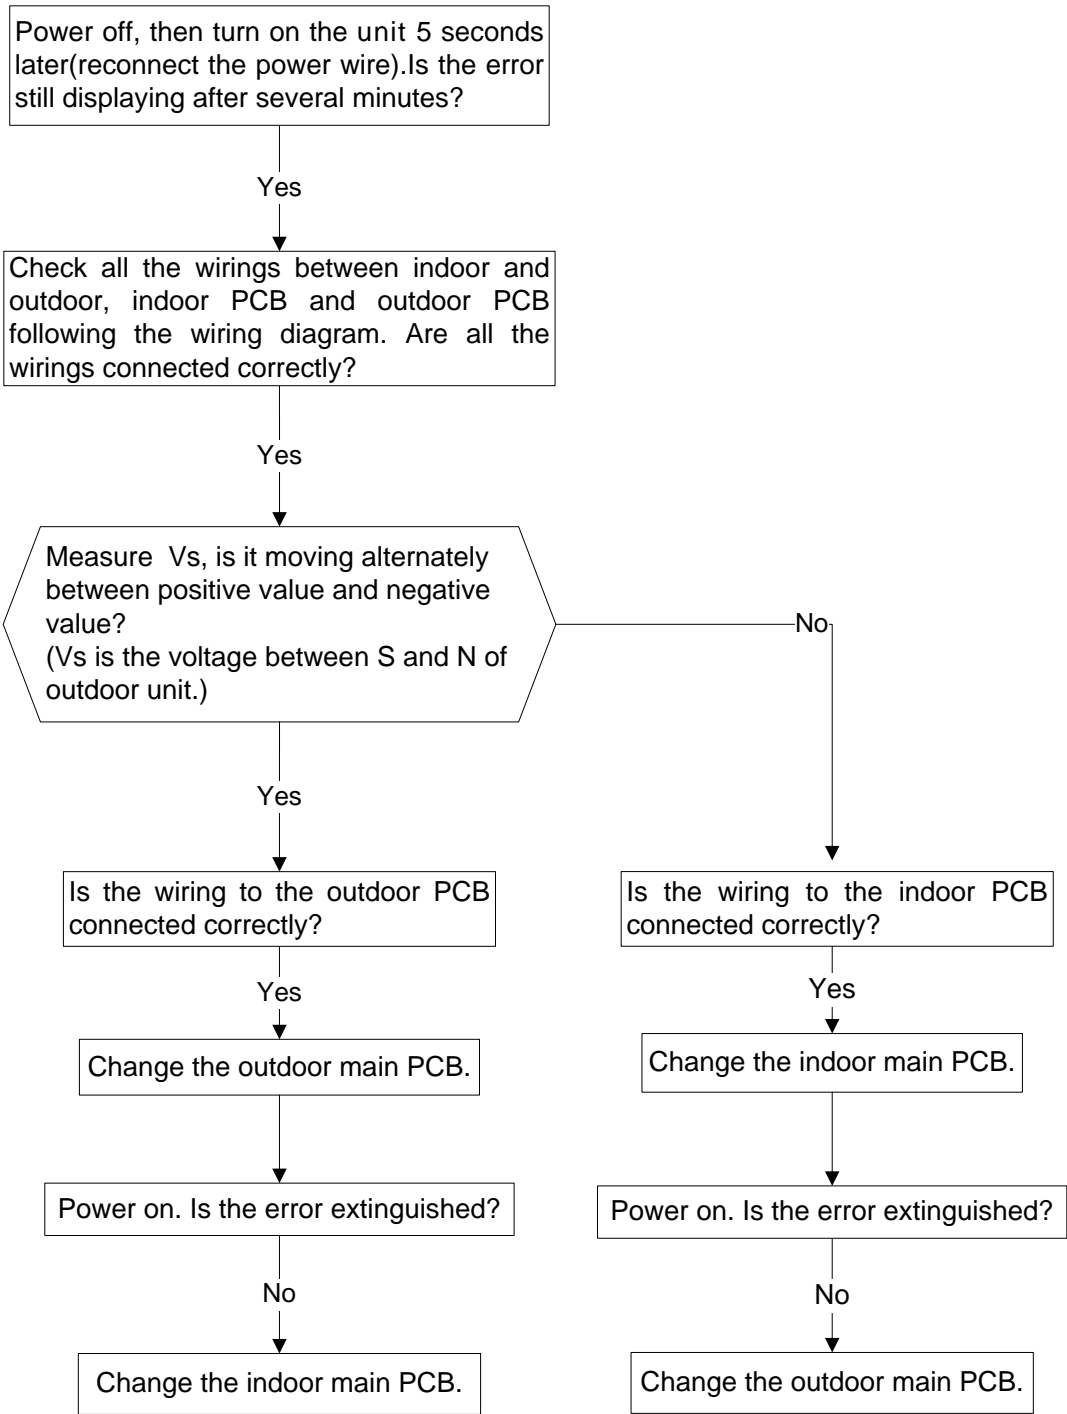 Power off, then turn on the unit 5 seconds
later(reconnect the power wire).Is the error
still displaying after several minutes?
Yes
Check all the wirings between indoor and
outdoor, indoor PCB and outdoor PCB
following the wiring diagram. Are all the
wirings connected correctly?
Yes
Measure Vs, is it moving alternately
between positive value and negative
value?
(Vs is the voltage between S and N of
outdoor unit.)
No
Yes
Is the wiring to the outdoor PCB
connected correctly?
Yes
Change the outdoor main PCB.
Power on. Is the error extinguished?
No
Change the indoor main PCB.
Is the wiring to the indoor PCB
connected correctly?
Yes
Change the indoor main PCB.
Power on. Is the error extinguished?
No
Change the outdoor main PCB.